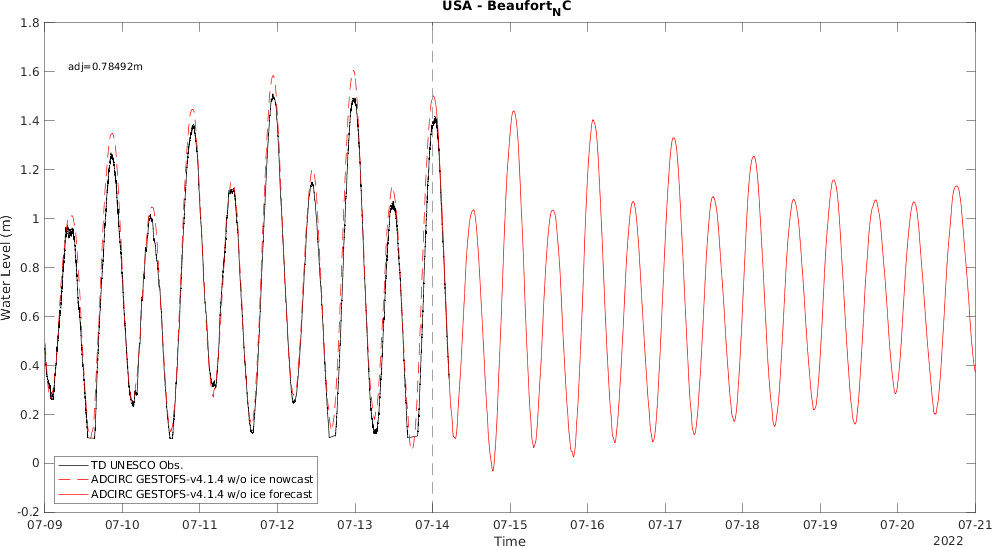 USA - Beaufort_NC
adj=0.78492m
Water Level (m)
1.8
1.6
1.4
1.2
1
0.8
0.6
0.4
0.2
0
-0.2
TD UNESCO Obs.
ADCIRC GESTOFS-v4.1.4 w/o ice nowcast
ADCIRC GESTOFS-v4.1.4 w/o ice forecast
07-09 07-10 07-11 07-12 07-13 07-14 07-15 07-16 07-17 07-18 07-19 07-20 07-21
Time
2022